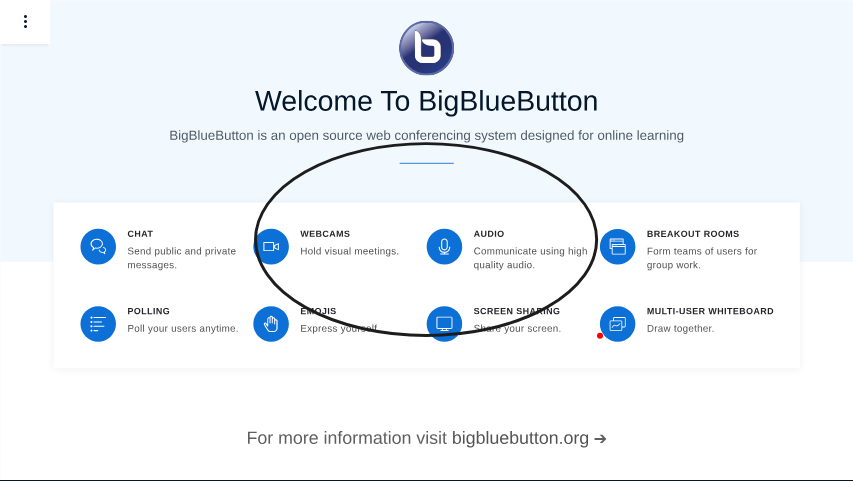 Welcome To BigBlueButton
BigBlueButton is an open source web conferencing system designed for online learning
CHAT
Send public and private
messages.
WEBCAMS
Hold visual meetings.
AUDIO
Communicate using high
quality audio.
BREAKOUT ROOMS
Form teams of users for
group work.
POLLING
Poll your users anytime.
EMOJIS
Express yourself.
SCREEN SHARING
Share your screen.
MULTI-USER WHITEBOARD
Draw together.
For more information visit bigbluebutton.org ➔